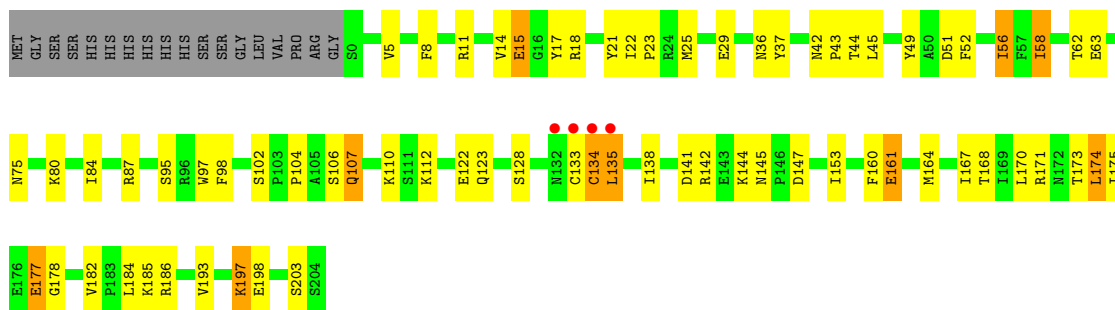 MET GLY SER SER HIS HIS HIS HIS HIS HIS SER SER GLY LEU VAL PRO ARG GLY S0 V5 F8 R11 V14 E15 G16 Y17 R18 Y21 I22 P23 R24 M25 E29 N36 Y37 N42 P43 T44 L45 Y49 A50 D51 F52 I56 F57 I58 T62 E63
N75 K80 I84 R87 S95 R96 W97 F98 S102 P103 P104 A105 S106 Q107 K110 S111 K112 E122 Q123 S128 N132 C133 C134 L135 I138 D141 R142 E143 K144 N145 P146 D147 I153 F160 E161 M164 I167 T168 I169 L170 R171 N172 T173 L174 I175
E176 E177 G178 V182 P183 L184 K185 R186 V193 K197 E198 S203 S204